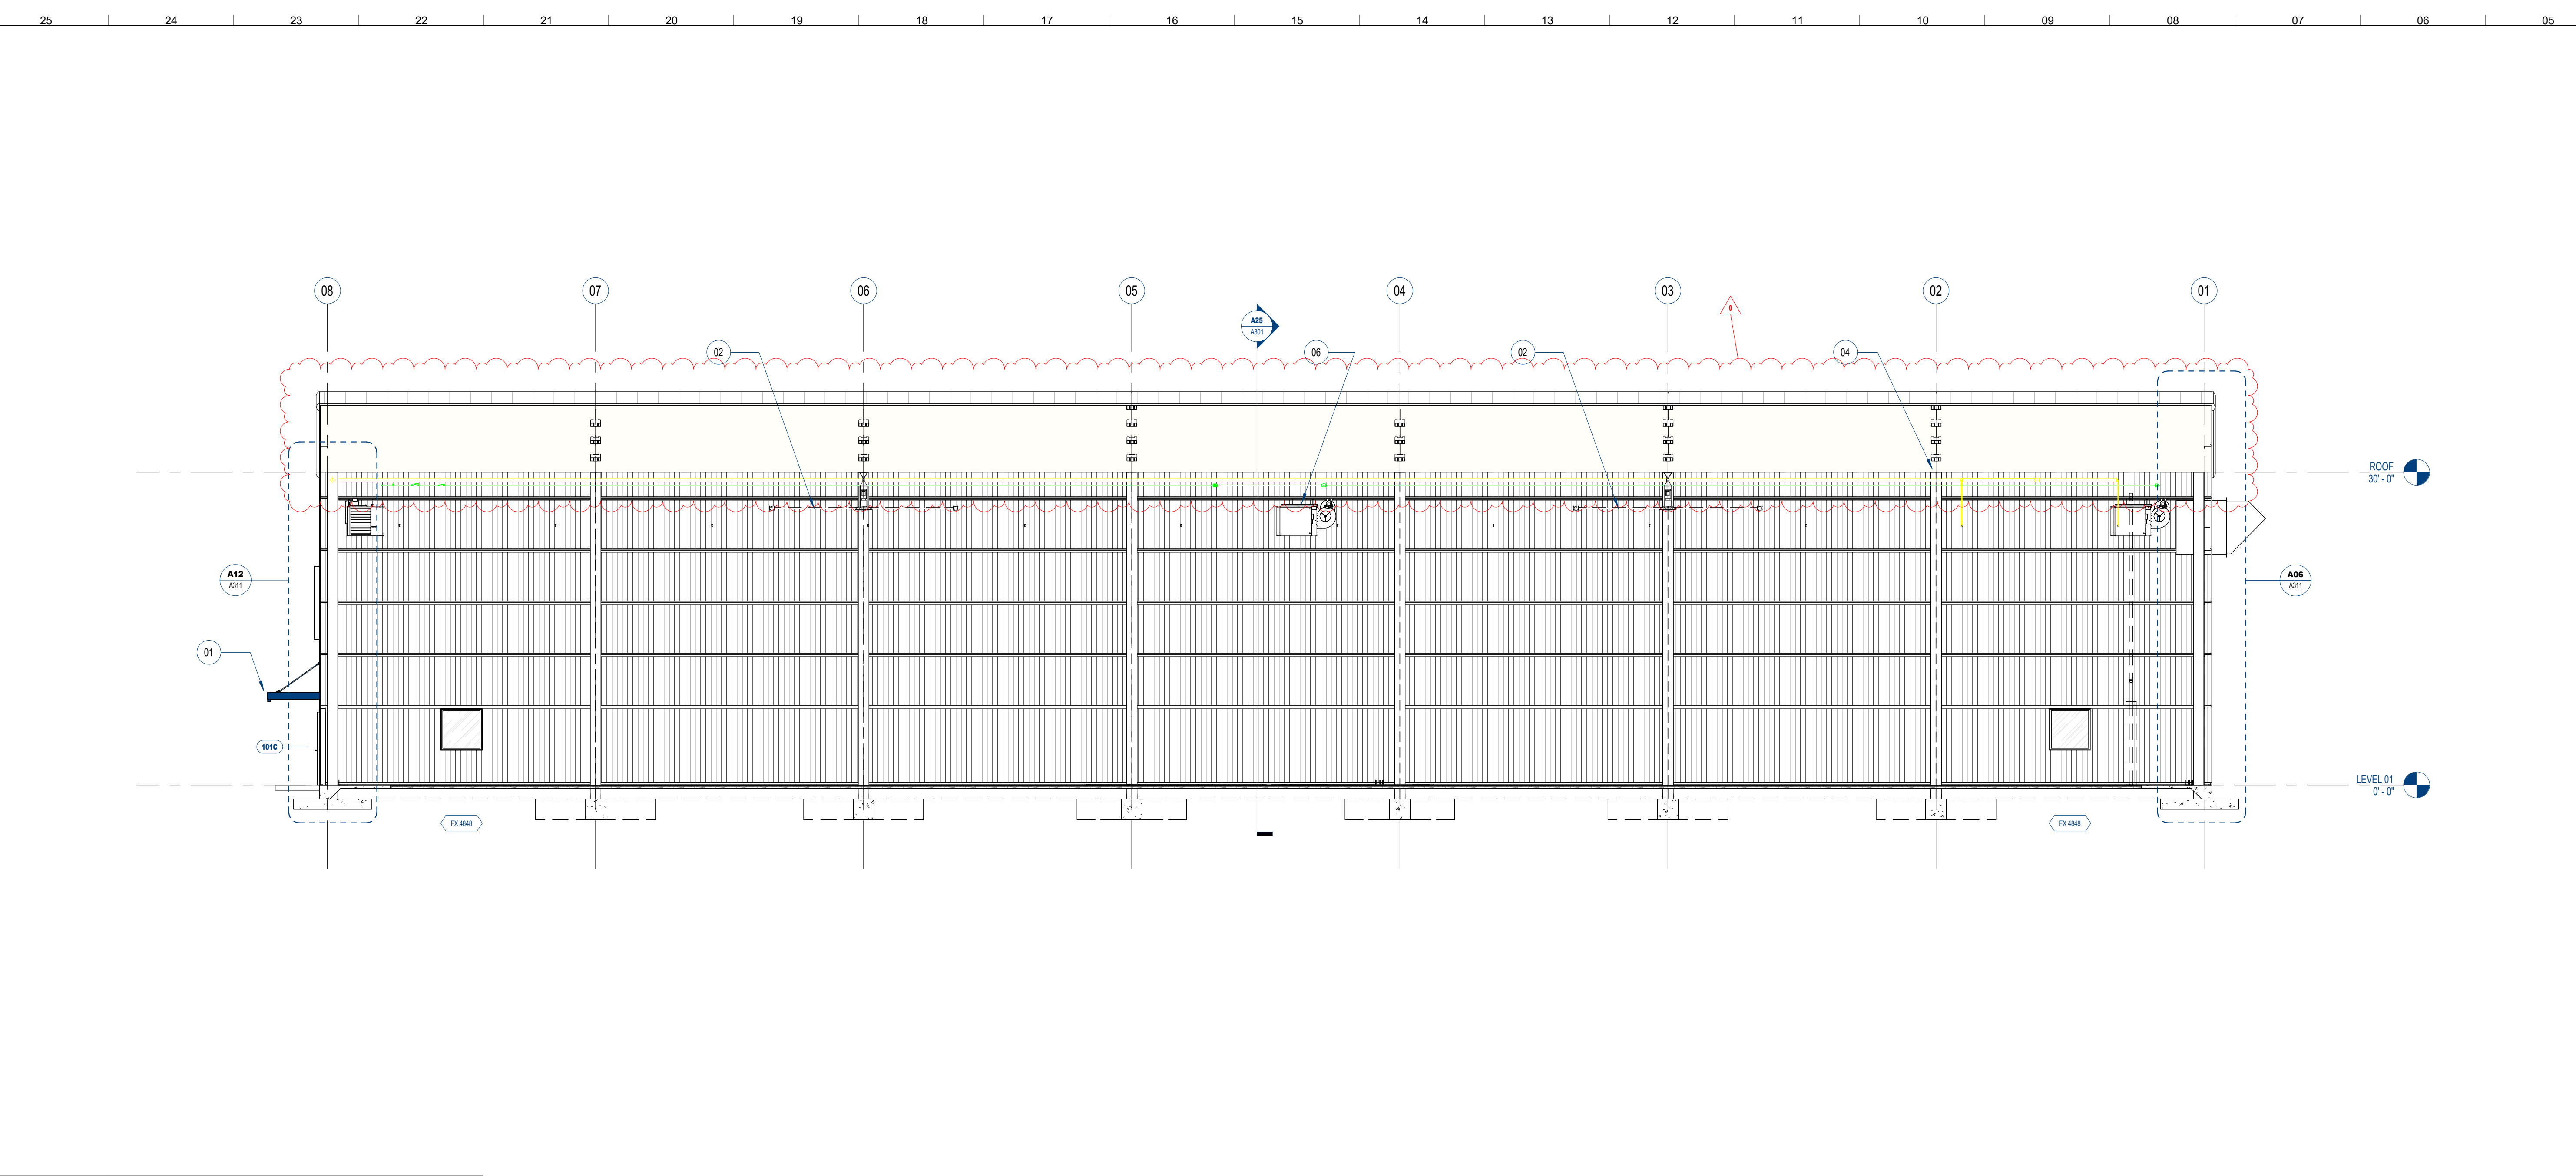 25 24 23 22 21 20 19 18 17 16 15 14 13 12 11 10 09 08 07 06 05
08 07 06 05 04 03 02 01
0
A25
A301
02 06 02 04
ROOF
30' - 0"
A12
A311
A06
A311
01
101C
LEVEL 01
0' - 0"
FX 4848 FX 4848